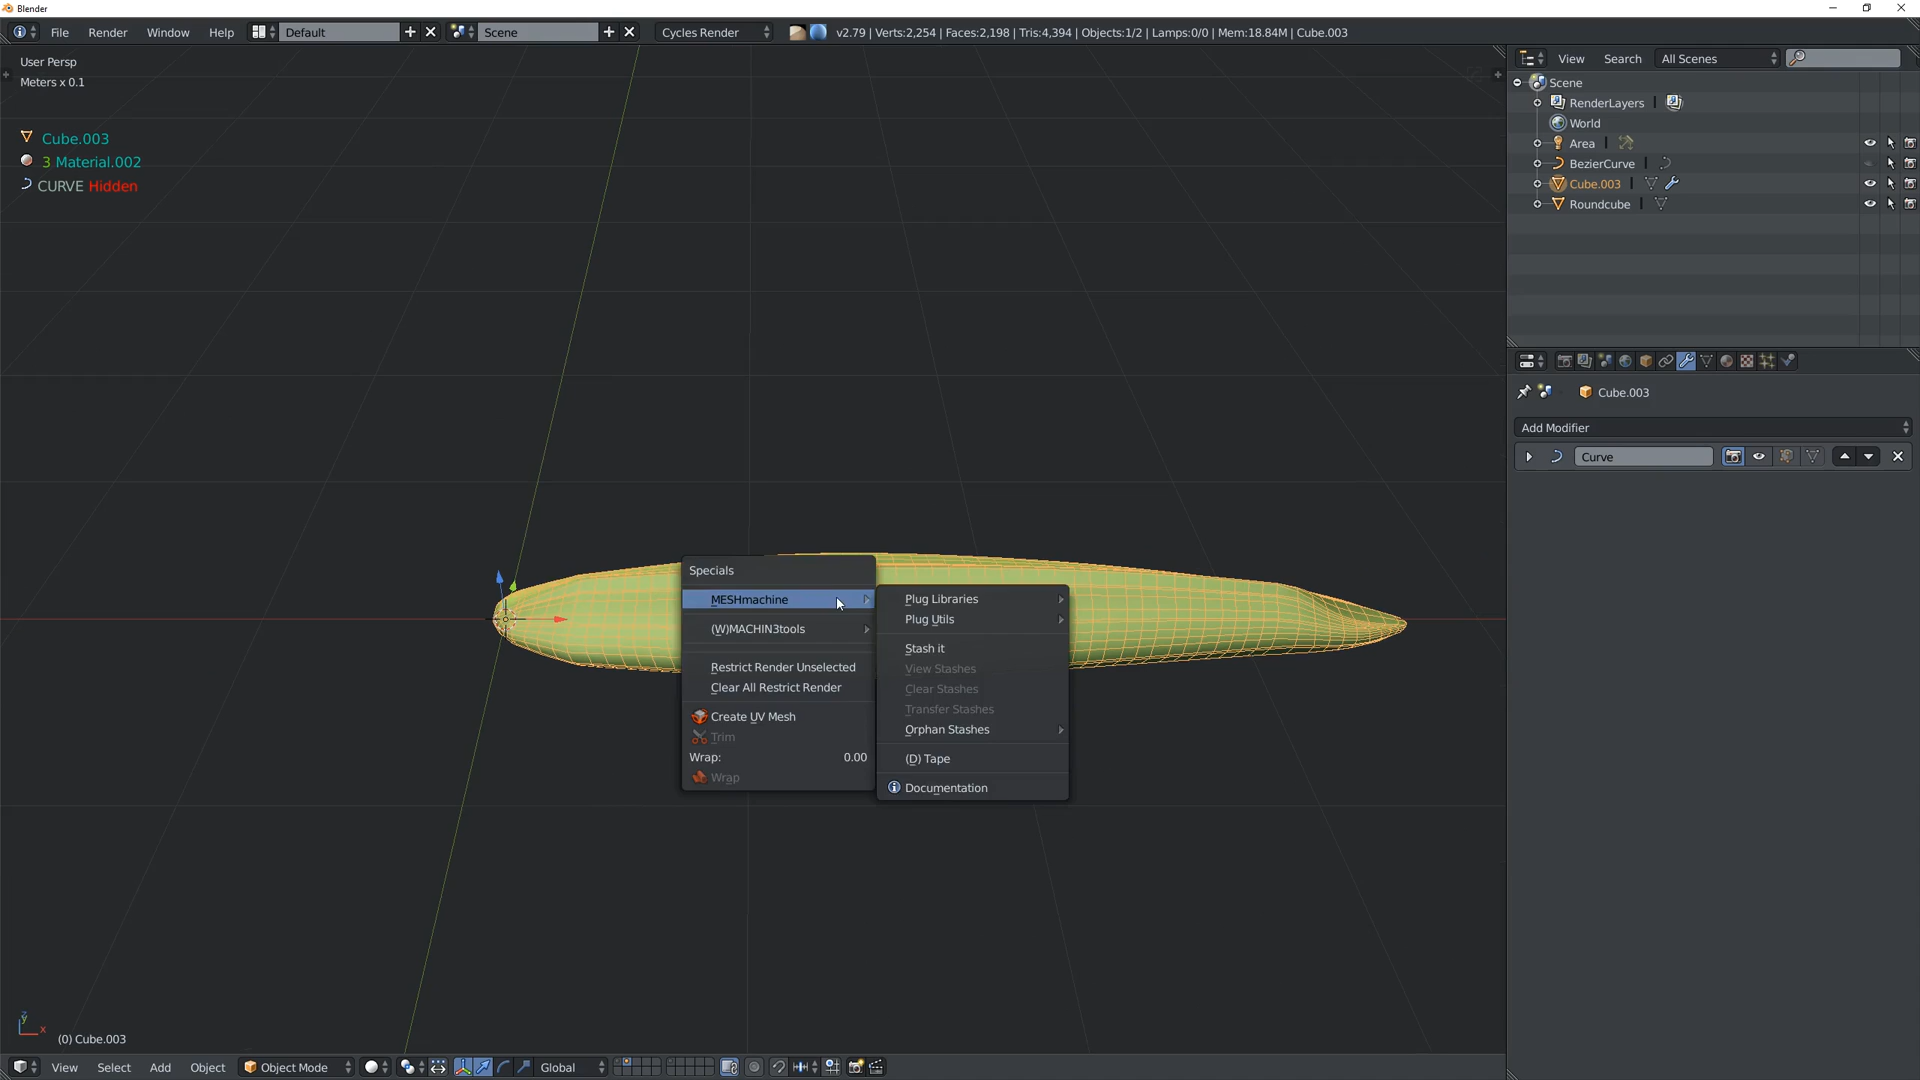 Blender
File Render Window Help Default Scene Cycles Render v2.79 | Verts:2,254 | Faces:2,198 | Tris:4,394 | Objects:1/2 | Lamps:0/0 | Mem:18.84M | Cube.003
User Persp
Meters x 0.1
Cube.003
3 Material.002
CURVE Hidden
Specials
MESHmachine
(W)MACHIN3tools
Restrict Render Unselected
Clear All Restrict Render
Create UV Mesh
Trim
Wrap: 0.00
Wrap
Plug Libraries
Plug Utils
Stash it
View Stashes
Clear Stashes
Transfer Stashes
Orphan Stashes
(D) Tape
Documentation
View Search All Scenes
Scene
RenderLayers
World
Area
BezierCurve
Cube.003
Roundcube
Cube.003
Add Modifier
Curve
z
y
x
(0) Cube.003
View Select Add Object Object Mode Global